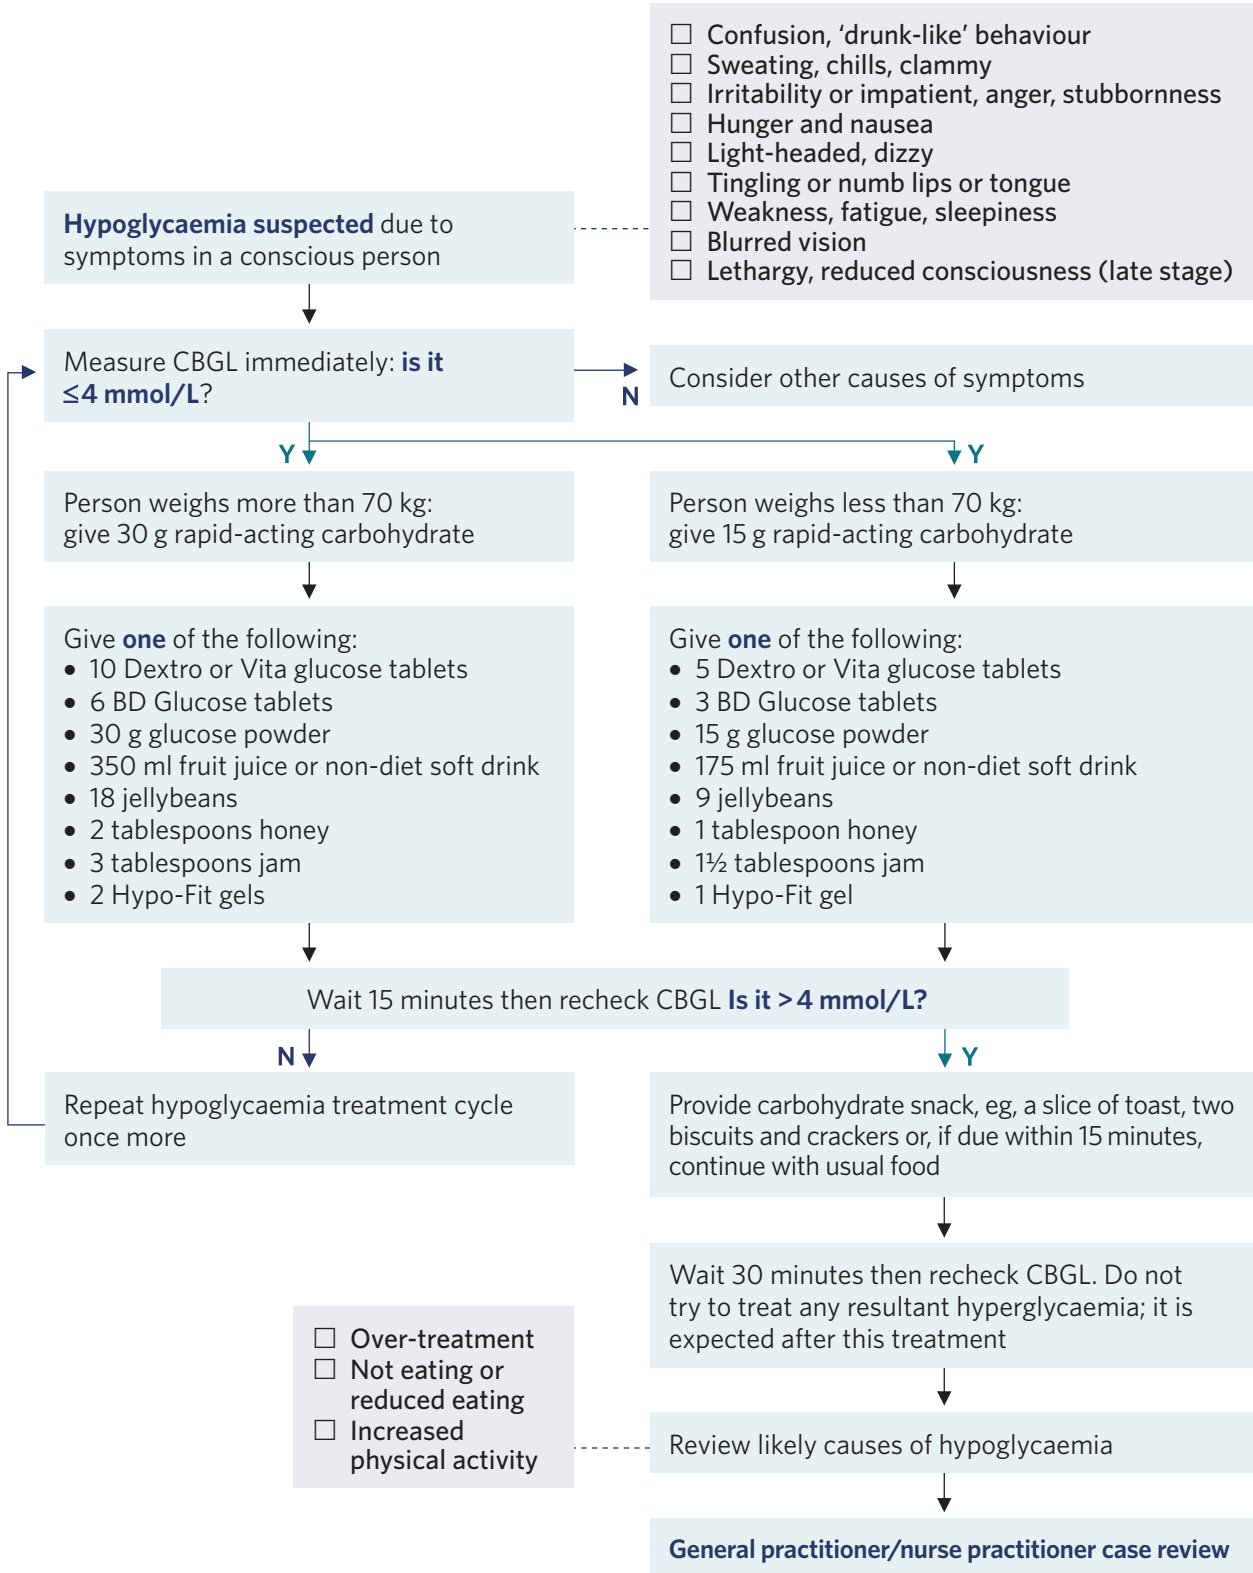 ☐ Confusion, ‘drunk-like’ behaviour
☐ Sweating, chills, clammy
☐ Irritability or impatient, anger, stubbornness
☐ Hunger and nausea
☐ Light-headed, dizzy
☐ Tingling or numb lips or tongue
☐ Weakness, fatigue, sleepiness
☐ Blurred vision
☐ Lethargy, reduced consciousness (late stage)
Hypoglycaemia suspected due to
symptoms in a conscious person
Measure CBGL immediately: is it
≤4 mmol/L?
N
Consider other causes of symptoms
Y
Y
Person weighs more than 70 kg:
give 30 g rapid-acting carbohydrate
Person weighs less than 70 kg:
give 15 g rapid-acting carbohydrate
Give one of the following:
• 10 Dextro or Vita glucose tablets
• 6 BD Glucose tablets
• 30 g glucose powder
• 350 ml fruit juice or non-diet soft drink
• 18 jellybeans
• 2 tablespoons honey
• 3 tablespoons jam
• 2 Hypo-Fit gels
Give one of the following:
• 5 Dextro or Vita glucose tablets
• 3 BD Glucose tablets
• 15 g glucose powder
• 175 ml fruit juice or non-diet soft drink
• 9 jellybeans
• 1 tablespoon honey
• 1½ tablespoons jam
• 1 Hypo-Fit gel
Wait 15 minutes then recheck CBGL Is it >4 mmol/L?
N
Y
Repeat hypoglycaemia treatment cycle
once more
Provide carbohydrate snack, eg, a slice of toast, two
biscuits and crackers or, if due within 15 minutes,
continue with usual food
Wait 30 minutes then recheck CBGL. Do not
try to treat any resultant hyperglycaemia; it is
expected after this treatment
☐ Over-treatment
☐ Not eating or
reduced eating
☐ Increased
physical activity
Review likely causes of hypoglycaemia
General practitioner/nurse practitioner case review